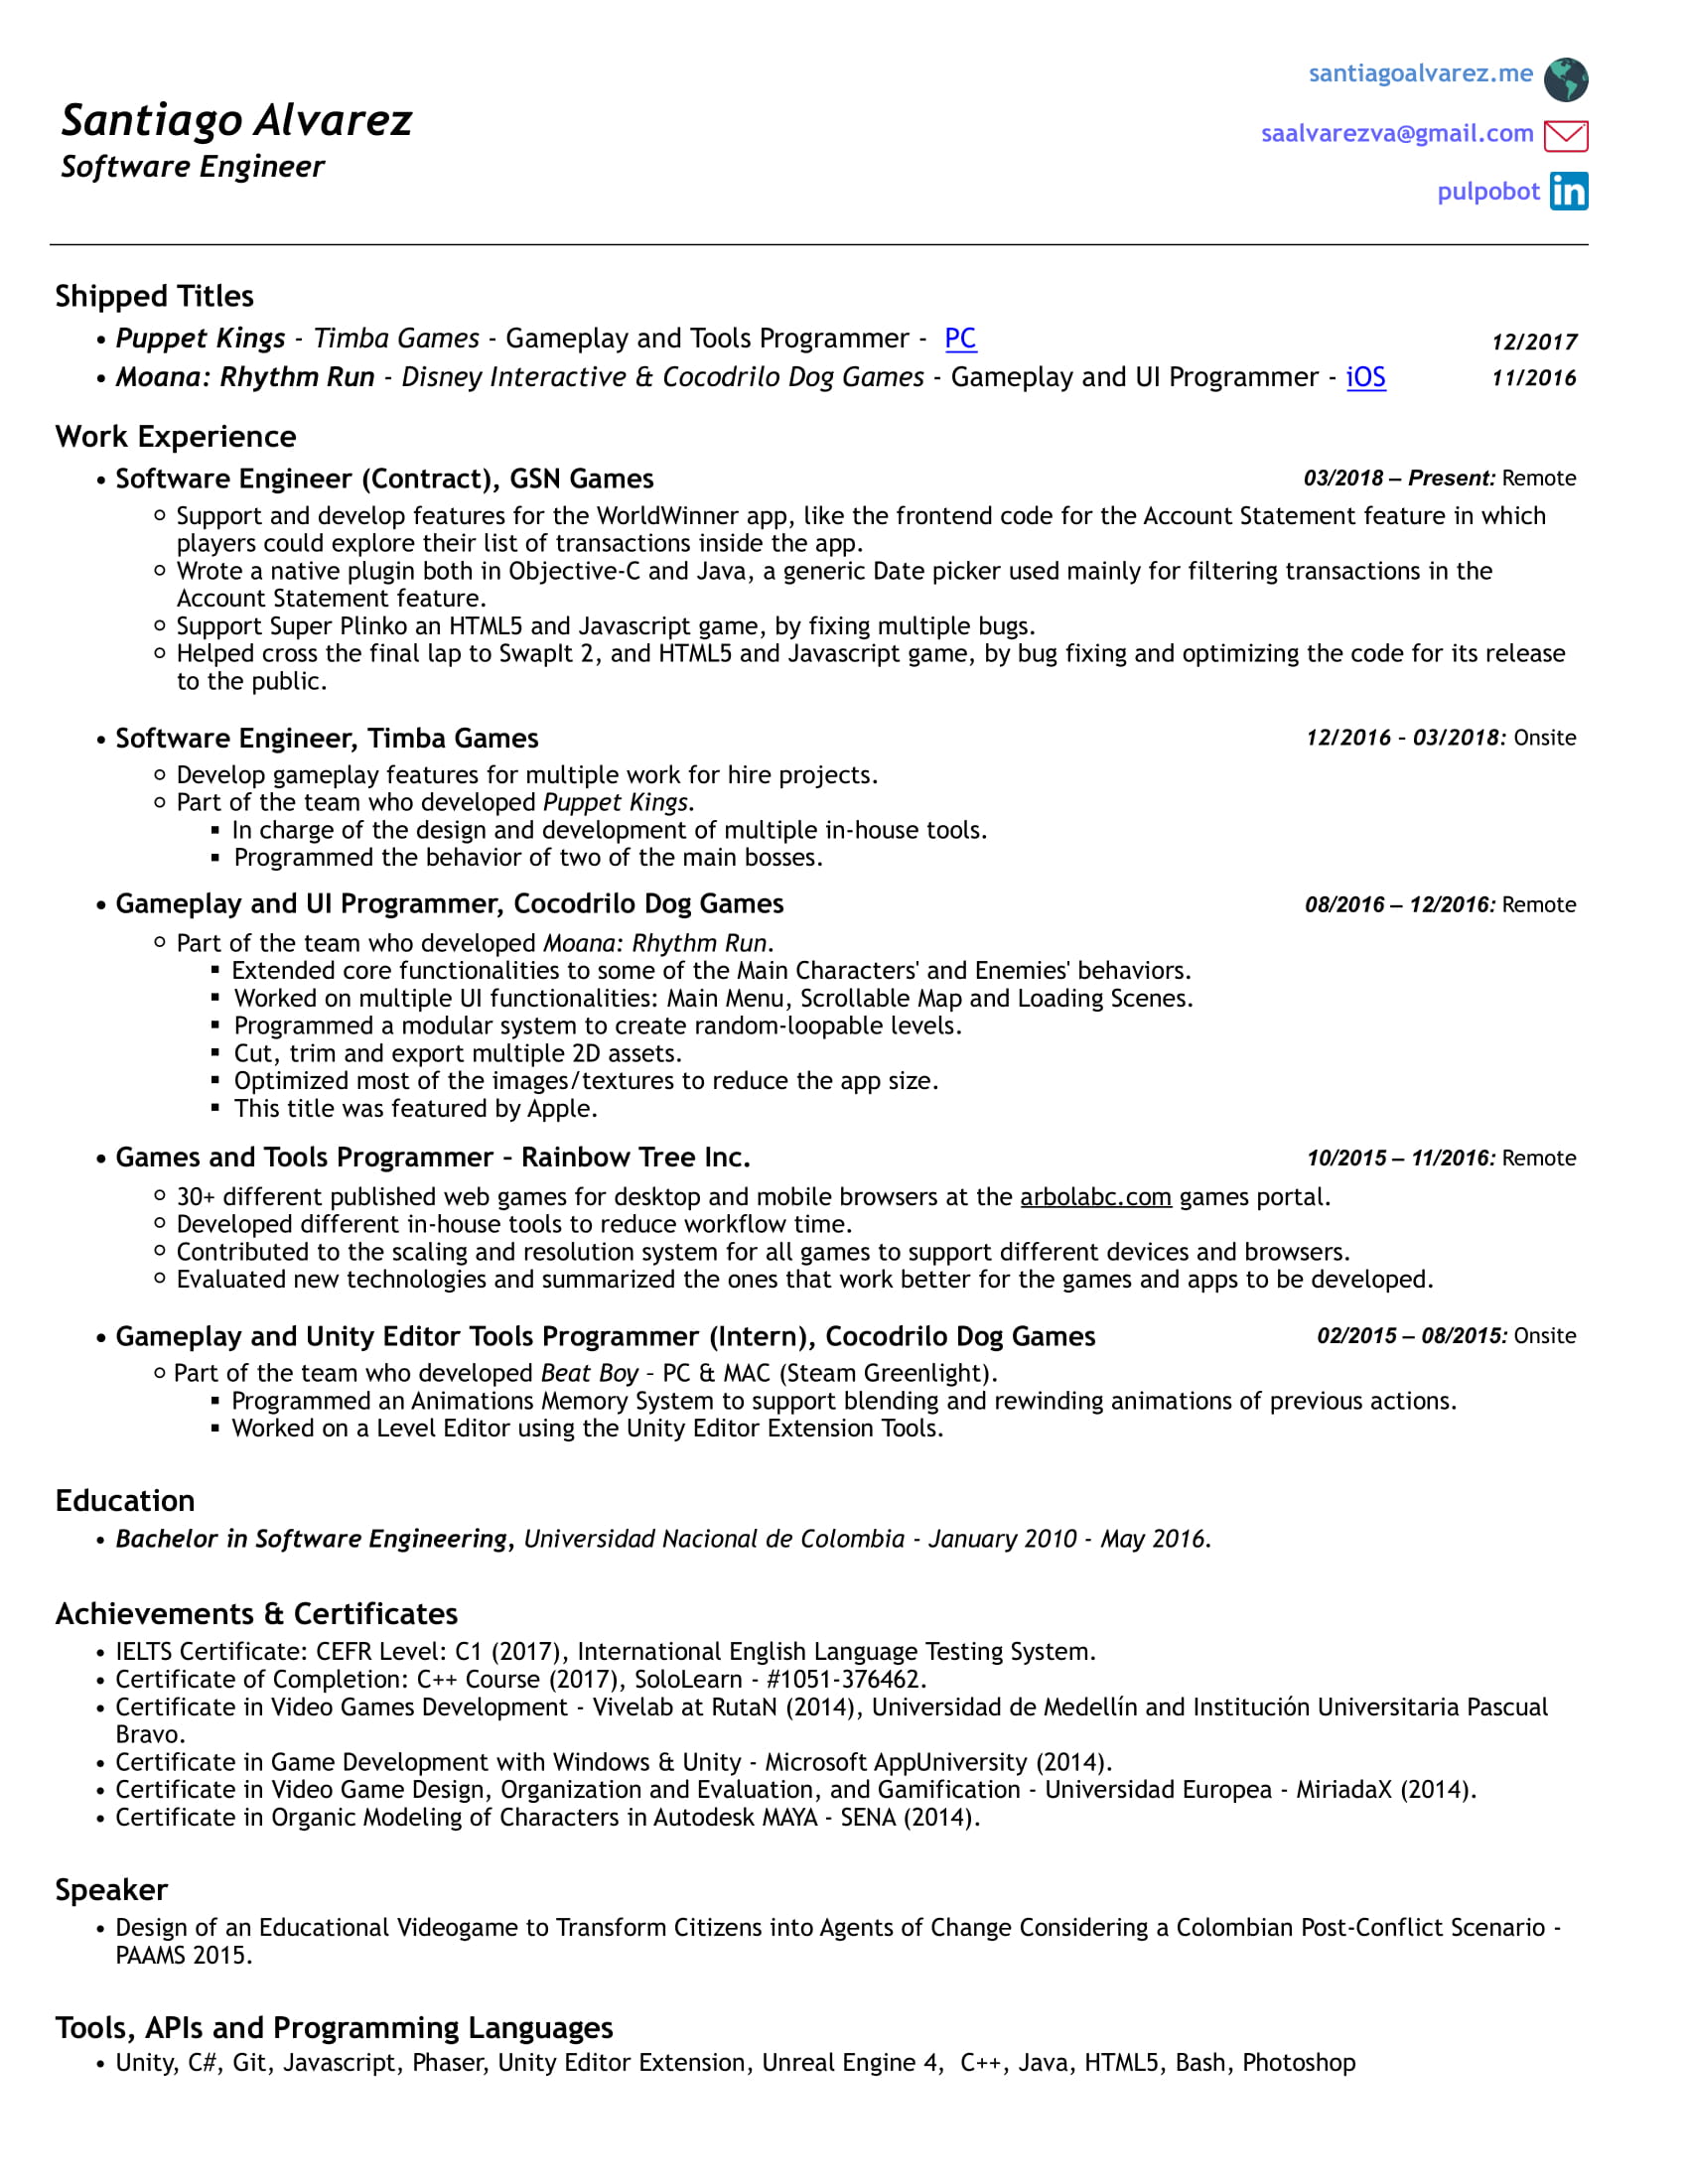 santiagoalvarez.me
Santiago Alvarez
saalvarezva@gmail.com
Software Engineer
pulpobot in
Shipped Titles
• Puppet Kings - Timba Games - Gameplay and Tools Programmer - PC 12/2017
• Moana: Rhythm Run - Disney Interactive & Cocodrilo Dog Games - Gameplay and UI Programmer - iOS 11/2016
Work Experience
• Software Engineer (Contract), GSN Games 03/2018 – Present: Remote
○ Support and develop features for the WorldWinner app, like the frontend code for the Account Statement feature in which
players could explore their list of transactions inside the app.
○ Wrote a native plugin both in Objective-C and Java, a generic Date picker used mainly for filtering transactions in the
Account Statement feature.
○ Support Super Plinko an HTML5 and Javascript game, by fixing multiple bugs.
○ Helped cross the final lap to SwapIt 2, and HTML5 and Javascript game, by bug fixing and optimizing the code for its release
to the public.
• Software Engineer, Timba Games 12/2016 - 03/2018: Onsite
○ Develop gameplay features for multiple work for hire projects.
○ Part of the team who developed Puppet Kings.
▪ In charge of the design and development of multiple in-house tools.
▪ Programmed the behavior of two of the main bosses.
• Gameplay and UI Programmer, Cocodrilo Dog Games 08/2016 – 12/2016: Remote
○ Part of the team who developed Moana: Rhythm Run.
▪ Extended core functionalities to some of the Main Characters' and Enemies' behaviors.
▪ Worked on multiple UI functionalities: Main Menu, Scrollable Map and Loading Scenes.
▪ Programmed a modular system to create random-loopable levels.
▪ Cut, trim and export multiple 2D assets.
▪ Optimized most of the images/textures to reduce the app size.
▪ This title was featured by Apple.
• Games and Tools Programmer – Rainbow Tree Inc. 10/2015 – 11/2016: Remote
○ 30+ different published web games for desktop and mobile browsers at the arbolabc.com games portal.
○ Developed different in-house tools to reduce workflow time.
○ Contributed to the scaling and resolution system for all games to support different devices and browsers.
○ Evaluated new technologies and summarized the ones that work better for the games and apps to be developed.
• Gameplay and Unity Editor Tools Programmer (Intern), Cocodrilo Dog Games 02/2015 – 08/2015: Onsite
○ Part of the team who developed Beat Boy – PC & MAC (Steam Greenlight).
▪ Programmed an Animations Memory System to support blending and rewinding animations of previous actions.
▪ Worked on a Level Editor using the Unity Editor Extension Tools.
Education
• Bachelor in Software Engineering, Universidad Nacional de Colombia - January 2010 - May 2016.
Achievements & Certificates
• IELTS Certificate: CEFR Level: C1 (2017), International English Language Testing System.
• Certificate of Completion: C++ Course (2017), SoloLearn - #1051-376462.
• Certificate in Video Games Development - Vivelab at RutaN (2014), Universidad de Medellín and Institución Universitaria Pascual
Bravo.
• Certificate in Game Development with Windows & Unity - Microsoft AppUniversity (2014).
• Certificate in Video Game Design, Organization and Evaluation, and Gamification - Universidad Europea - MiriadaX (2014).
• Certificate in Organic Modeling of Characters in Autodesk MAYA - SENA (2014).
Speaker
• Design of an Educational Videogame to Transform Citizens into Agents of Change Considering a Colombian Post-Conflict Scenario -
PAAMS 2015.
Tools, APIs and Programming Languages
• Unity, C#, Git, Javascript, Phaser, Unity Editor Extension, Unreal Engine 4, C++, Java, HTML5, Bash, Photoshop